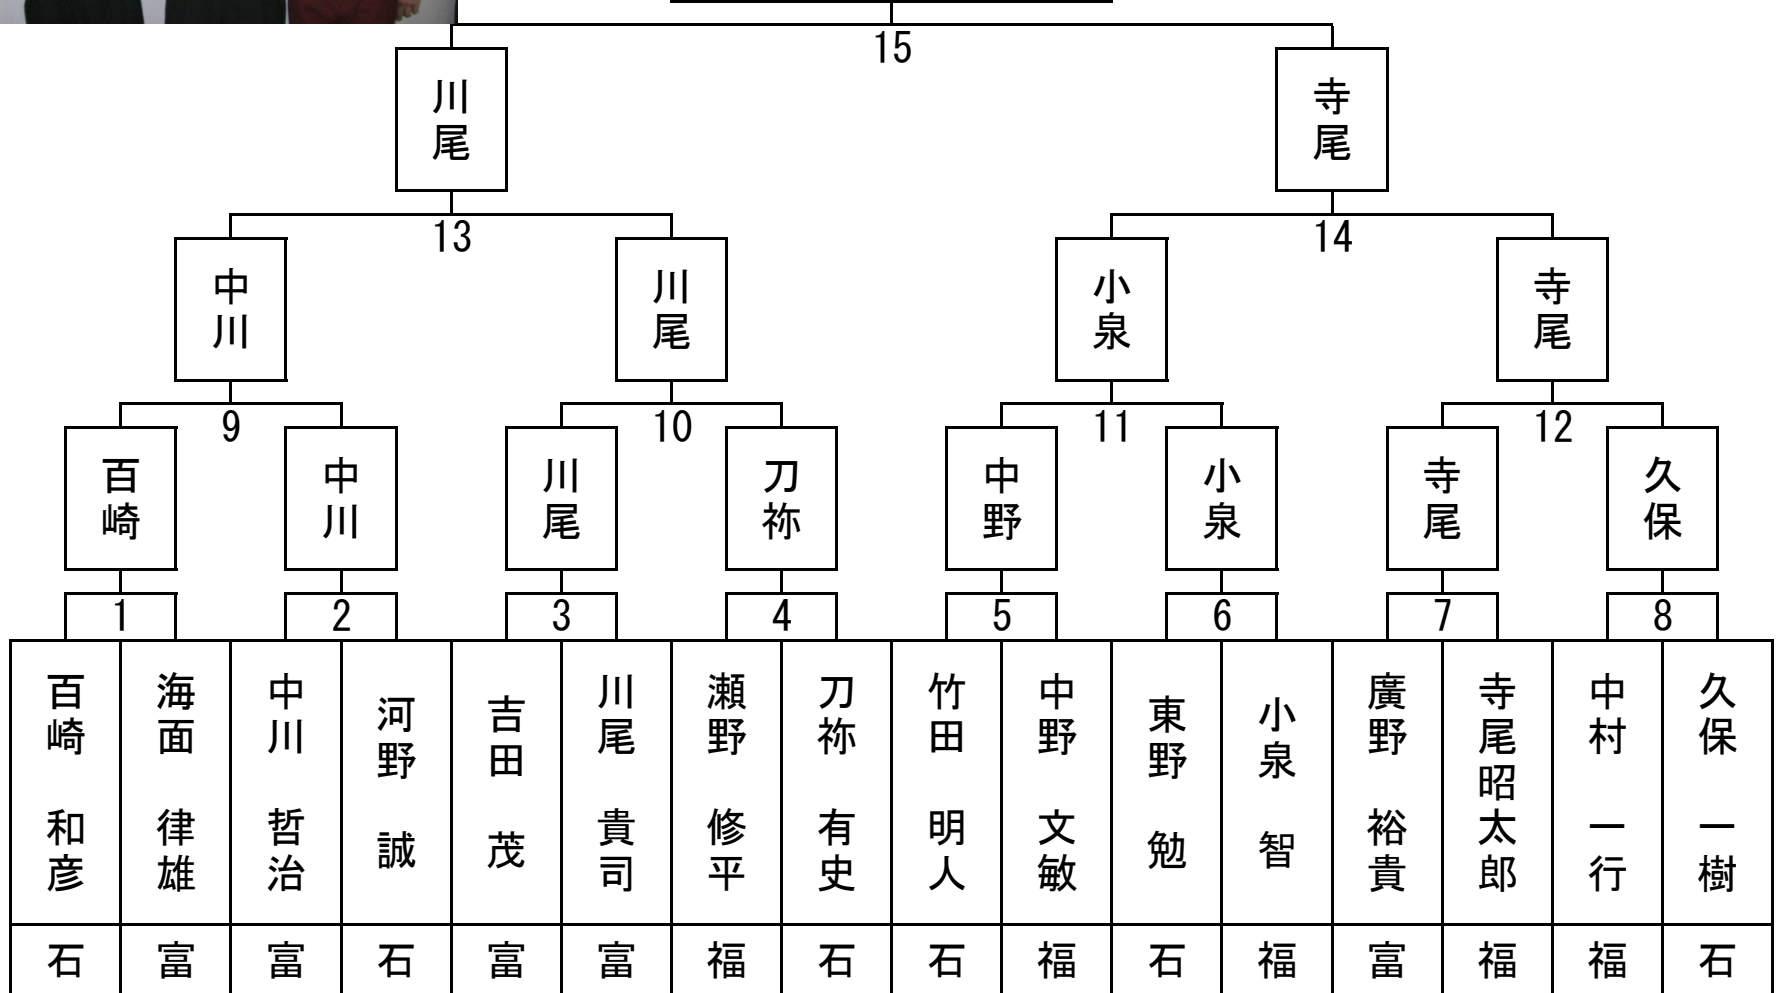 15
川尾
寺尾
13
14
中川
川尾
小泉
寺尾
9
10
11
12
百崎
中川
川尾
刀祢
中野
小泉
寺尾
久保
1
2
3
4
5
6
7
8
百崎 和彦
海面 律雄
中川 哲治
河野 誠
吉田 茂
川尾 貴司
瀬野 修平
刀祢 有史
竹田 明人
中野 文敏
東野 勉
小泉 智
廣野 裕貴
寺尾昭太郎
中村 一行
久保 一樹
石
富
富
石
富
富
福
石
石
福
石
福
富
福
福
石